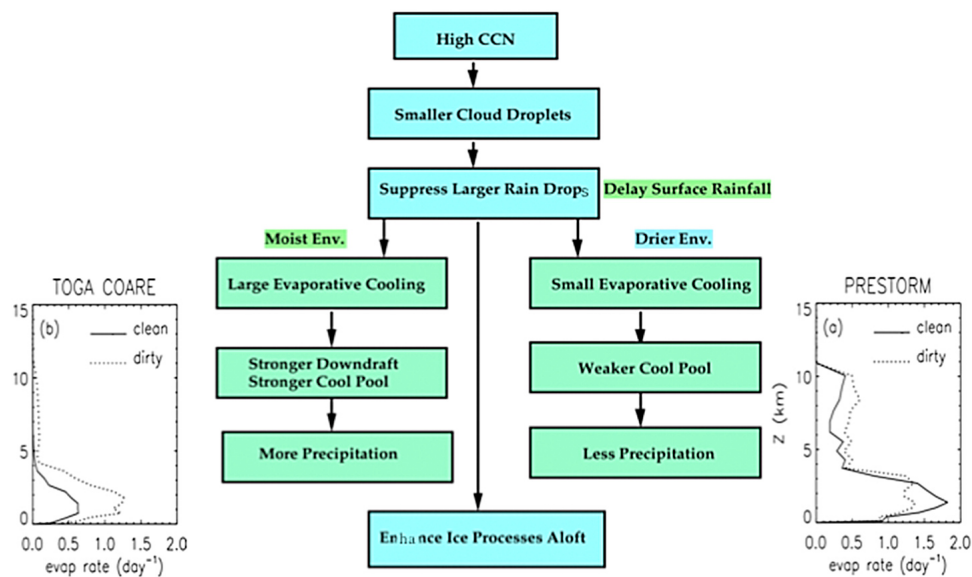 High CCN
Smaller Cloud Droplets
Suppress Larger Rain Drops
Delay Surface Rainfall
Moist Env.
Drier Env.
Large Evaporative Cooling
Small Evaporative Cooling
Stronger Downdraft
Stronger Cool Pool
Weaker Cool Pool
More Precipitation
Less Precipitation
Enhance Ice Processes Aloft
TOGA COARE
15
(b)
clean
dirty
10
5
0
0.0 0.5 1.0 1.5 2.0
evap rate (day⁻¹)
PRESTORM
15
(a)
clean
dirty
10
Z (km)
5
0
0.0 0.5 1.0 1.5 2.0
evap rate (day⁻¹)